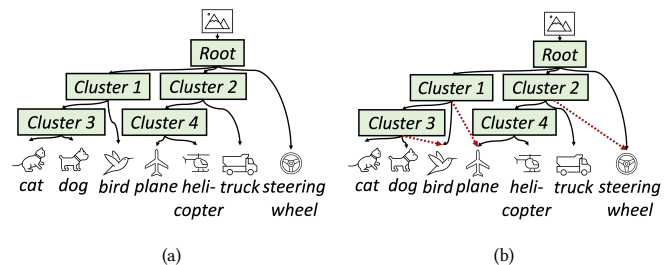 Root
Cluster 1 Cluster 2
Cluster 3 Cluster 4
cat dog bird plane heli- truck steering
copter wheel
(a)
Root
Cluster 1 Cluster 2
Cluster 3 Cluster 4
cat dog bird plane heli- truck steering
copter wheel
(b)